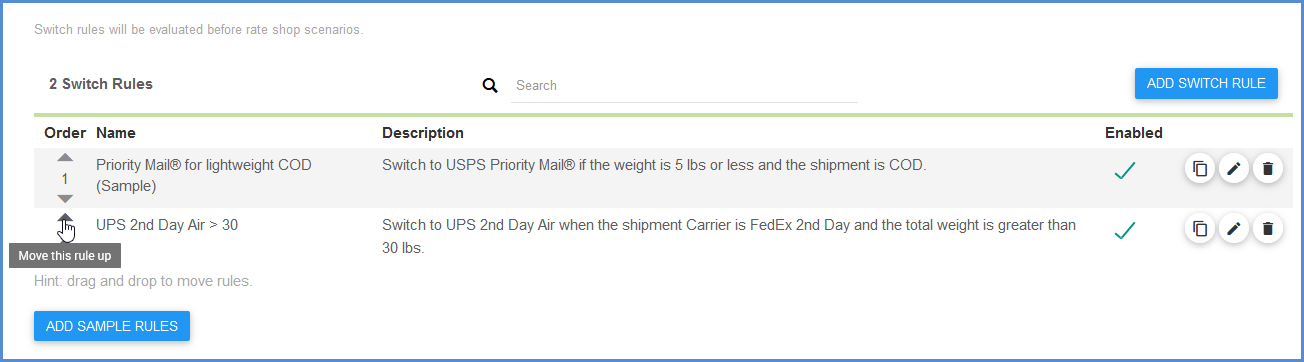 Switch rules will be evaluated before rate shop scenarios.
2 Switch Rules
Search
ADD SWITCH RULE
Order Name Description Enabled
Priority Mail® for lightweight COD
(Sample)
1
Switch to USPS Priority Mail® if the weight is 5 lbs or less and the shipment is COD.
UPS 2nd Day Air > 30
Switch to UPS 2nd Day Air when the shipment Carrier is FedEx 2nd Day and the total weight is greater than
30 lbs.
Move this rule up
Hint: drag and drop to move rules.
ADD SAMPLE RULES